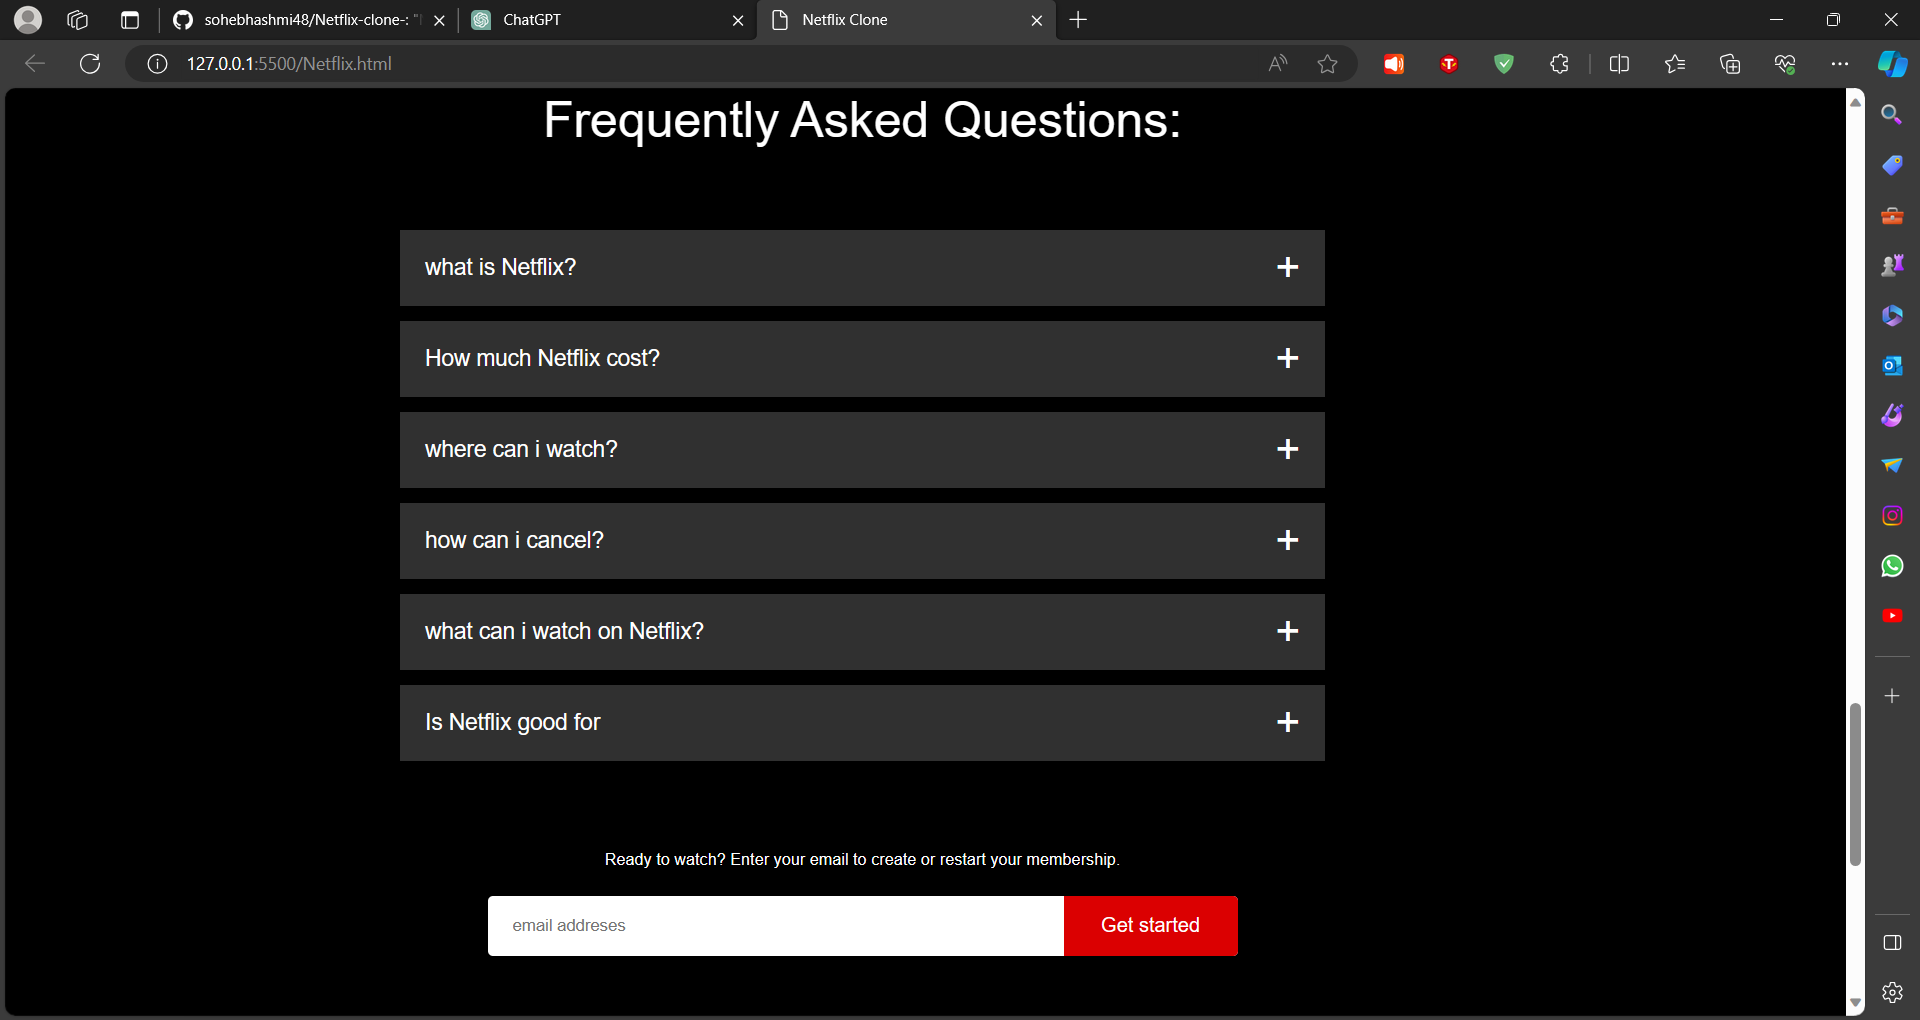 sohebhashmi48/Netflix-clone-: "
ChatGPT
Netflix Clone
127.0.0.1:5500/Netflix.html
Frequently Asked Questions:
what is Netflix?
How much Netflix cost?
where can i watch?
how can i cancel?
what can i watch on Netflix?
Is Netflix good for
Ready to watch? Enter your email to create or restart your membership.
email addreses
Get started